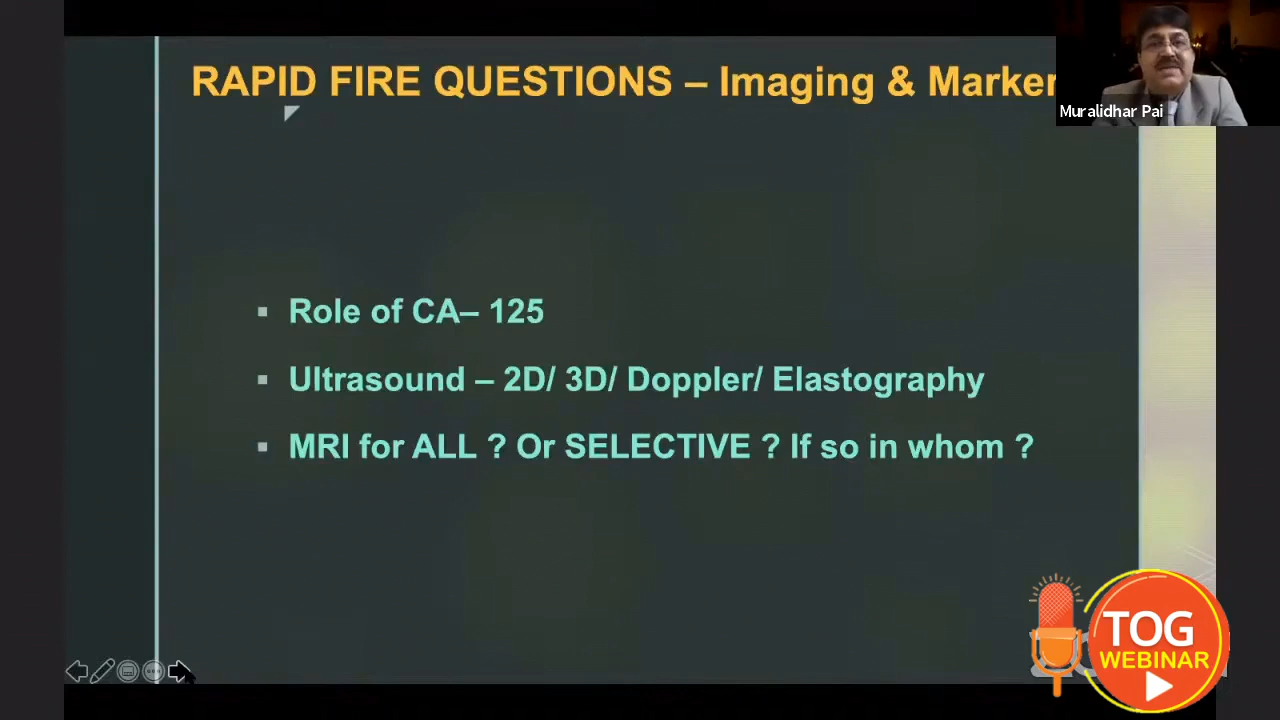 RAPID FIRE QUESTIONS – Imaging & Marker
Muralidhar Pai
▪ Role of CA– 125
▪ Ultrasound – 2D/ 3D/ Doppler/ Elastography
▪ MRI for ALL ? Or SELECTIVE ? If so in whom ?
TOG
WEBINAR